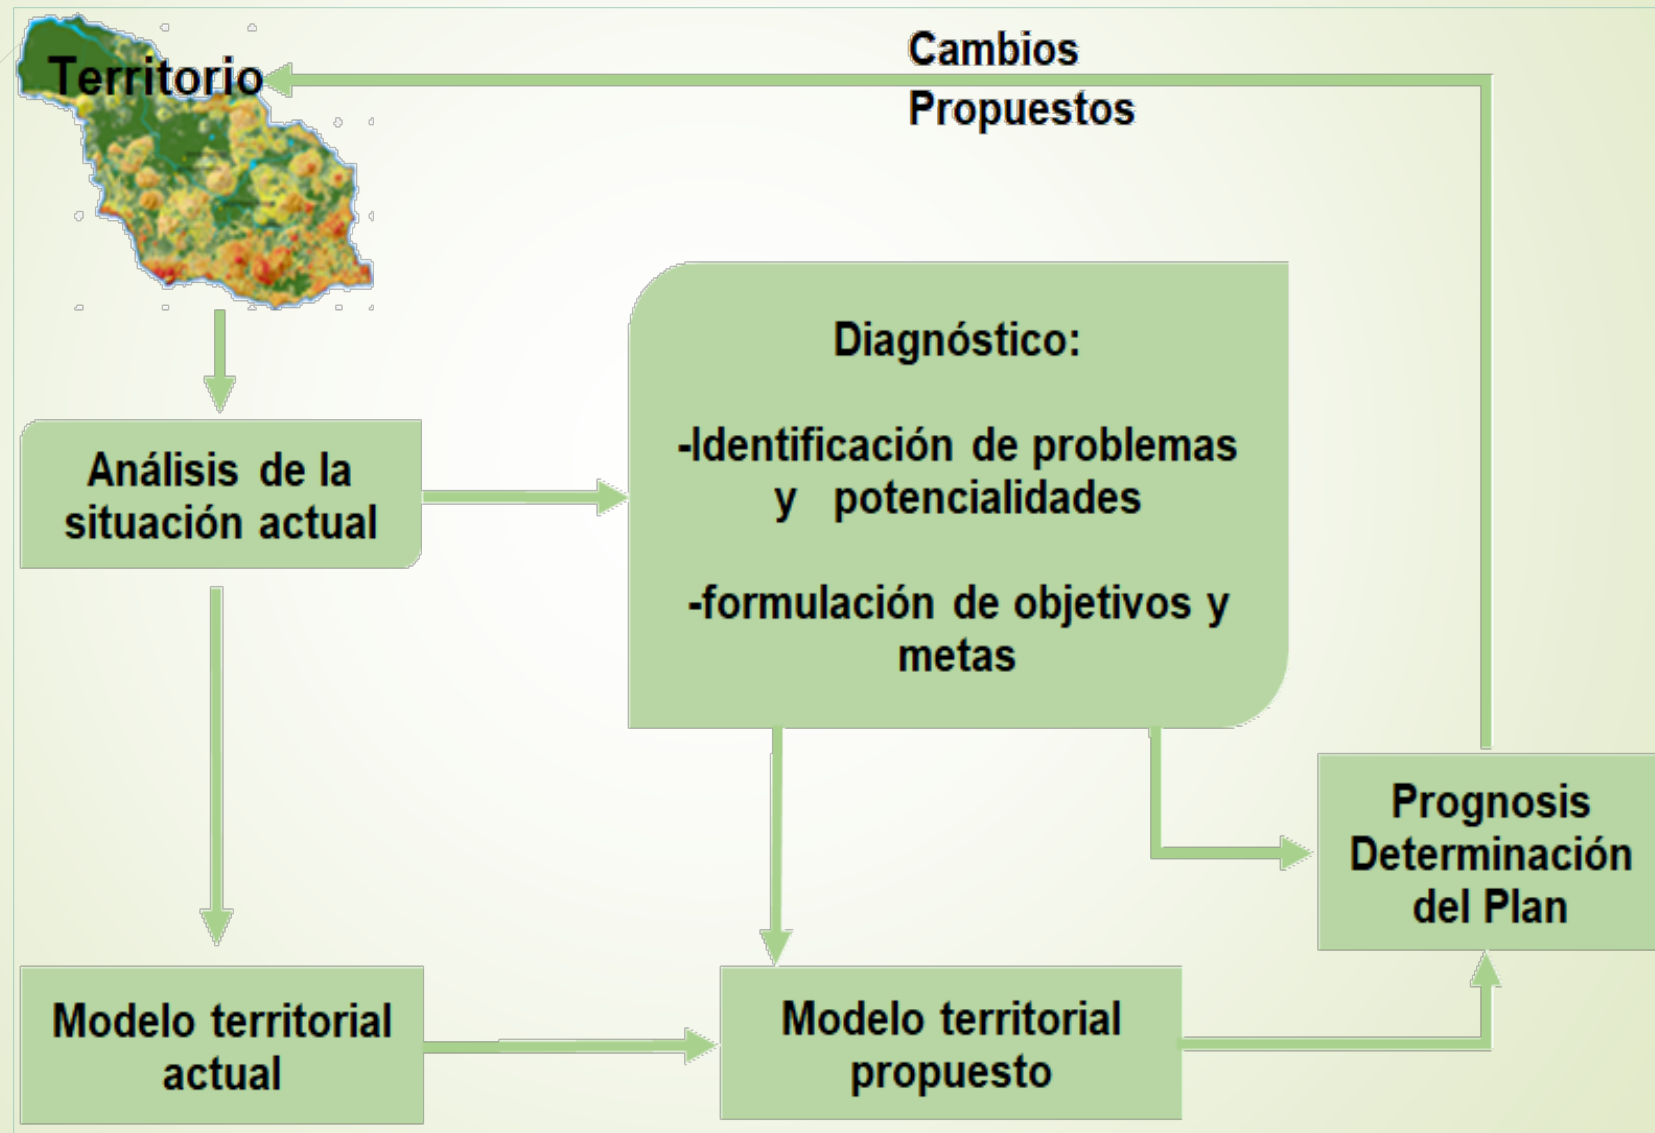 Territorio
Cambios
Propuestos
Diagnóstico:
-Identificación de problemas
y potencialidades
-formulación de objetivos y
metas
Análisis de la
situación actual
Prognosis
Determinación
del Plan
Modelo territorial
actual
Modelo territorial
propuesto